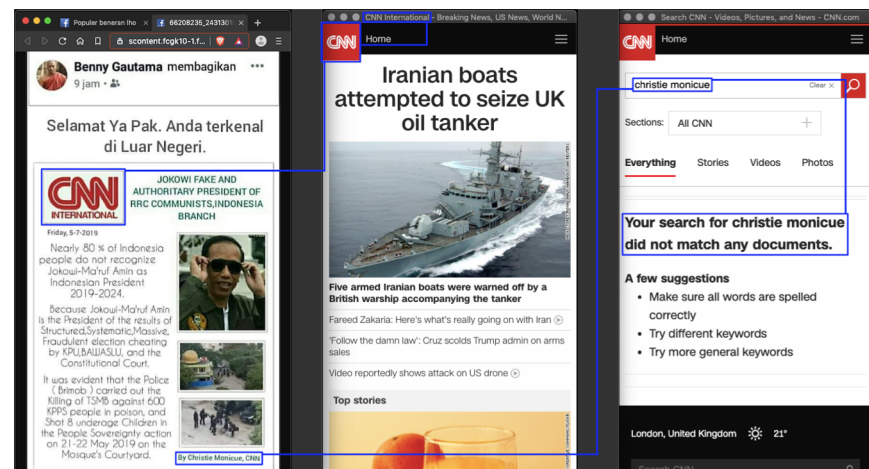 Populer beneran lho
66208235_2431301
scontent.fcgk10-1.f...
Benny Gautama membagikan
9 jam
Selamat Ya Pak. Anda terkenal
di Luar Negeri.
CNN
INTERNATIONAL
JOKOWI FAKE AND
AUTHORITARY PRESIDENT OF
RRC COMMUNISTS,INDONESIA
BRANCH
Friday, 5-7-2019
Nearly 80 % of Indonesia
people do not recognize
Jokowi-Ma'ruf Amin as
Indonesian President
2019-2024.
Because Jokowi-Ma'ruf Amin
is the President of the results of
Structured,Systematic,Massive,
Fraudulent election cheating
by KPU,BAWASLU, and the
Constitutional Court.
It was evident that the Police
( Brimob ) carried out the
Killing of TSMB against 600
KPPS people in poison, and
Shot 8 underage Children in
the People Sovereignty action
on 21-22 May 2019 on the
Mosque's Courtyard.
By Christie Monicue, CNN
CNN International - Breaking News, US News, World N...
CNN
Home
Iranian boats
attempted to seize UK
oil tanker
Five armed Iranian boats were warned off by a
British warship accompanying the tanker
Fareed Zakaria: Here's what's really going on with Iran
'Follow the damn law': Cruz scolds Trump admin on arms
sales
Video reportedly shows attack on US drone
Top stories
Search CNN - Videos, Pictures, and News - CNN.com
CNN
Home
christie monicue
Clear ×
Sections:
All CNN
Everything Stories Videos Photos
Your search for christie monicue
did not match any documents.
A few suggestions
• Make sure all words are spelled
correctly
• Try different keywords
• Try more general keywords
London, United Kingdom 21°
Search CNN